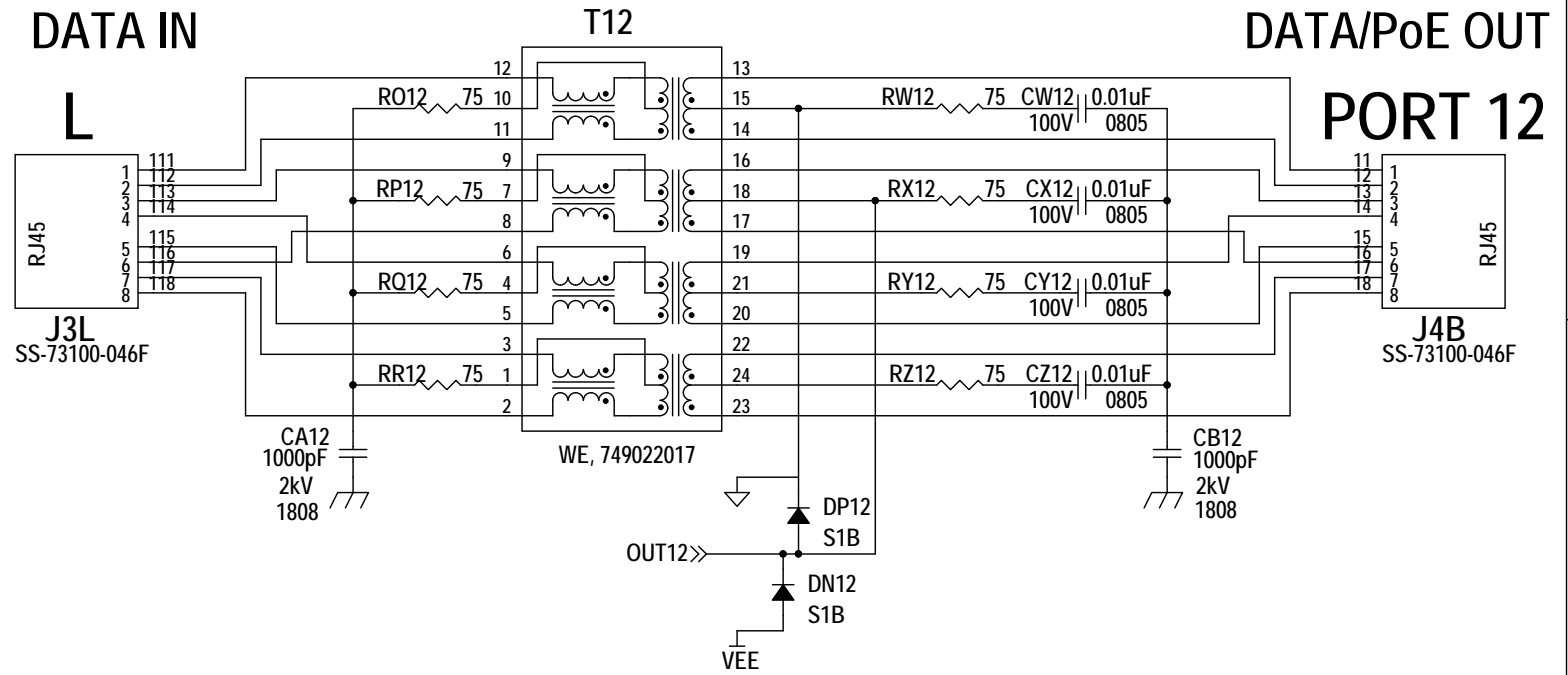 DATA IN
T12
DATA/PoE OUT
L
PORT 12
12
10
11
9
7
8
6
4
5
3
1
2
13
15
14
16
18
17
19
21
20
22
24
23
RO12 75
RP12 75
RQ12 75
RR12 75
RW12 75 CW12 0.01uF
100V 0805
RX12 75 CX12 0.01uF
100V 0805
RY12 75 CY12 0.01uF
100V 0805
RZ12 75 CZ12 0.01uF
100V 0805
RJ45
1 111
2 112
3 113
4 114
5 115
6 116
7 117
8 118
J3L
SS-73100-046F
11 1
12 2
13 3
14 4
15 5
16 6
17 7
18 8
RJ45
J4B
SS-73100-046F
CA12
1000pF
2kV
1808
WE, 749022017
CB12
1000pF
2kV
1808
DP12
S1B
OUT12
DN12
S1B
VEE